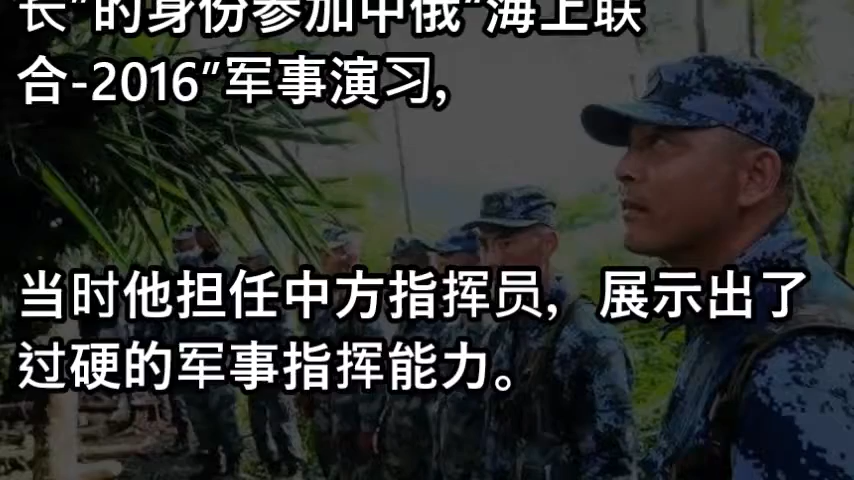 长"的身份参加中俄"海上联
合-2016"军事演习,
当时他担任中方指挥员，展示出了
过硬的军事指挥能力。